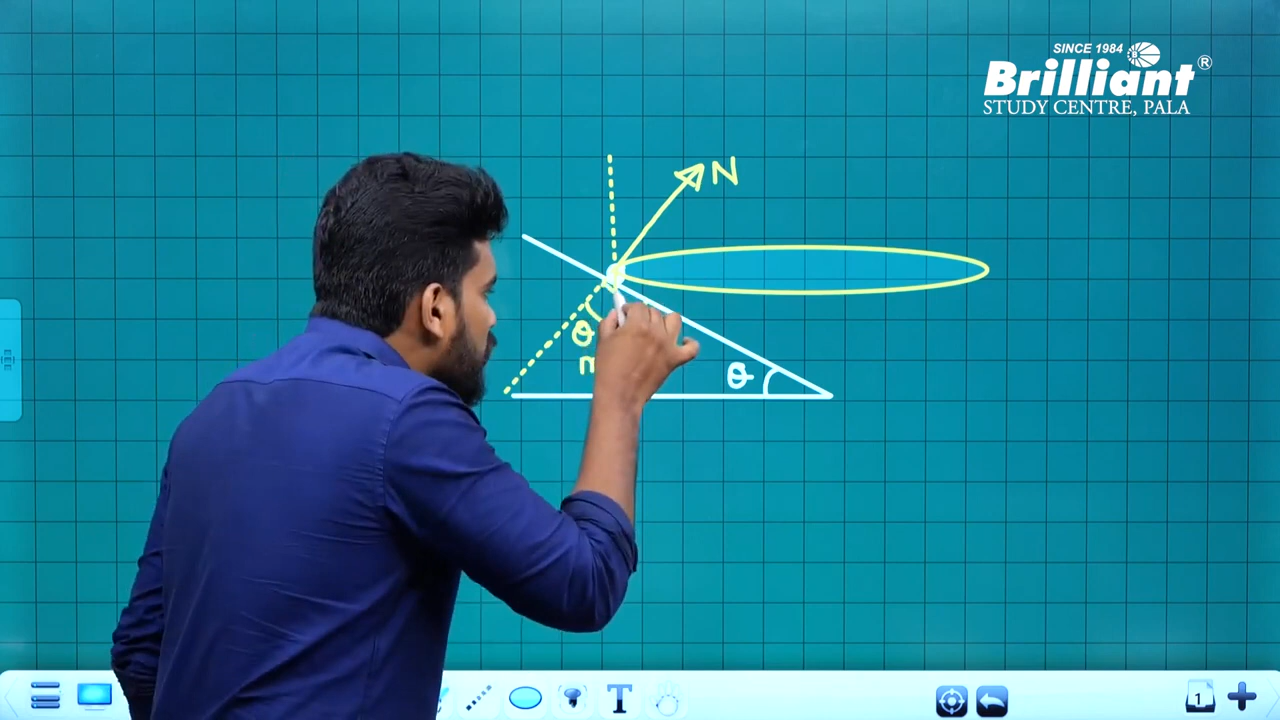 SINCE 1984
Brilliant®
STUDY CENTRE, PALA
N
θ
θ
T
1